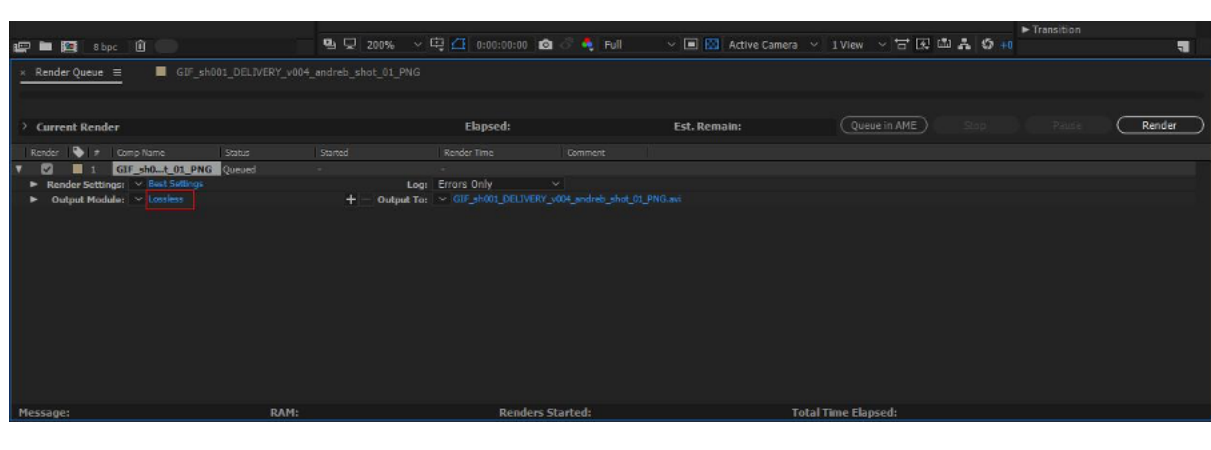 Transition
8 bpc 200% 0:00:00:00 Full Active Camera 1 View +0
Render Queue GIF_sh001_DELIVERY_v004_andreb_shot_01_PNG
Current Render Elapsed: Est. Remain: Queue in AME Stop Pause Render
Render # Comp Name Status Started Render Time Comment
1 GIF_sh0...t_01_PNG Queued - -
Render Settings: Best Settings Log: Errors Only
Output Module: Lossless + - Output To: GIF_sh001_DELIVERY_v004_andreb_shot_01_PNG.avi
Message: RAM: Renders Started: Total Time Elapsed: